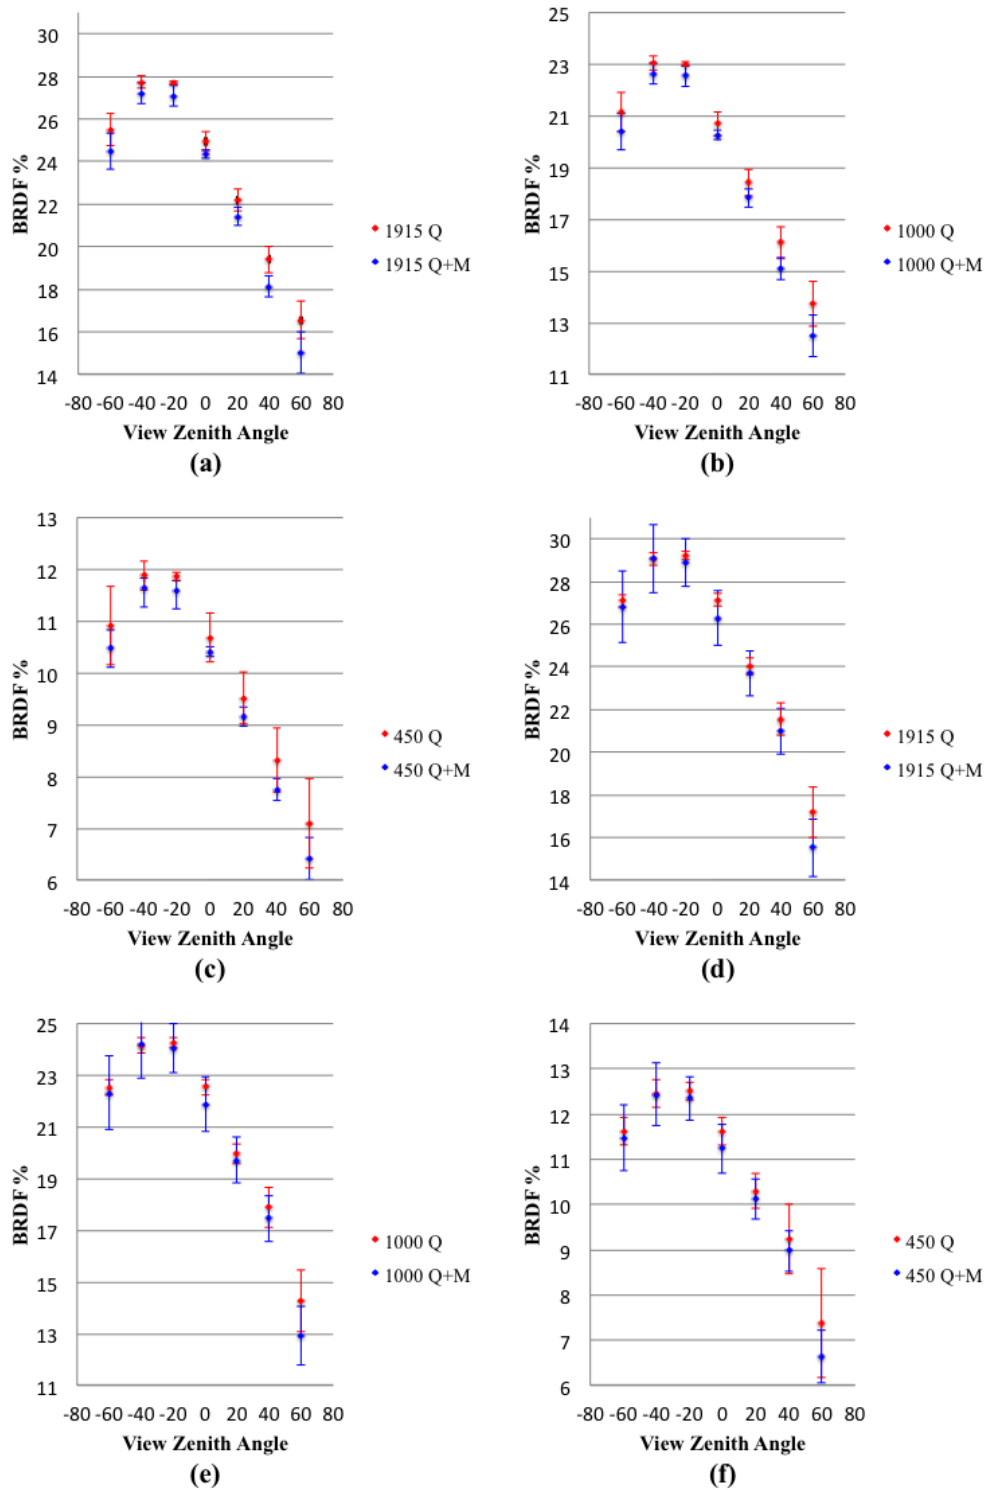 30
28
26
24
22
20
18
16
14
BRDF %
-80 -60 -40 -20 0 20 40 60 80
View Zenith Angle
1915 Q
1915 Q+M
(a)
25
23
21
19
17
15
13
11
BRDF %
-80 -60 -40 -20 0 20 40 60 80
View Zenith Angle
1000 Q
1000 Q+M
(b)
13
12
11
10
9
8
7
6
BRDF %
-80 -60 -40 -20 0 20 40 60 80
View Zenith Angle
450 Q
450 Q+M
(c)
30
28
26
24
22
20
18
16
14
BRDF %
-80 -60 -40 -20 0 20 40 60 80
View Zenith Angle
1915 Q
1915 Q+M
(d)
25
23
21
19
17
15
13
11
BRDF %
-80 -60 -40 -20 0 20 40 60 80
View Zenith Angle
1000 Q
1000 Q+M
(e)
14
13
12
11
10
9
8
7
6
BRDF %
-80 -60 -40 -20 0 20 40 60 80
View Zenith Angle
450 Q
450 Q+M
(f)